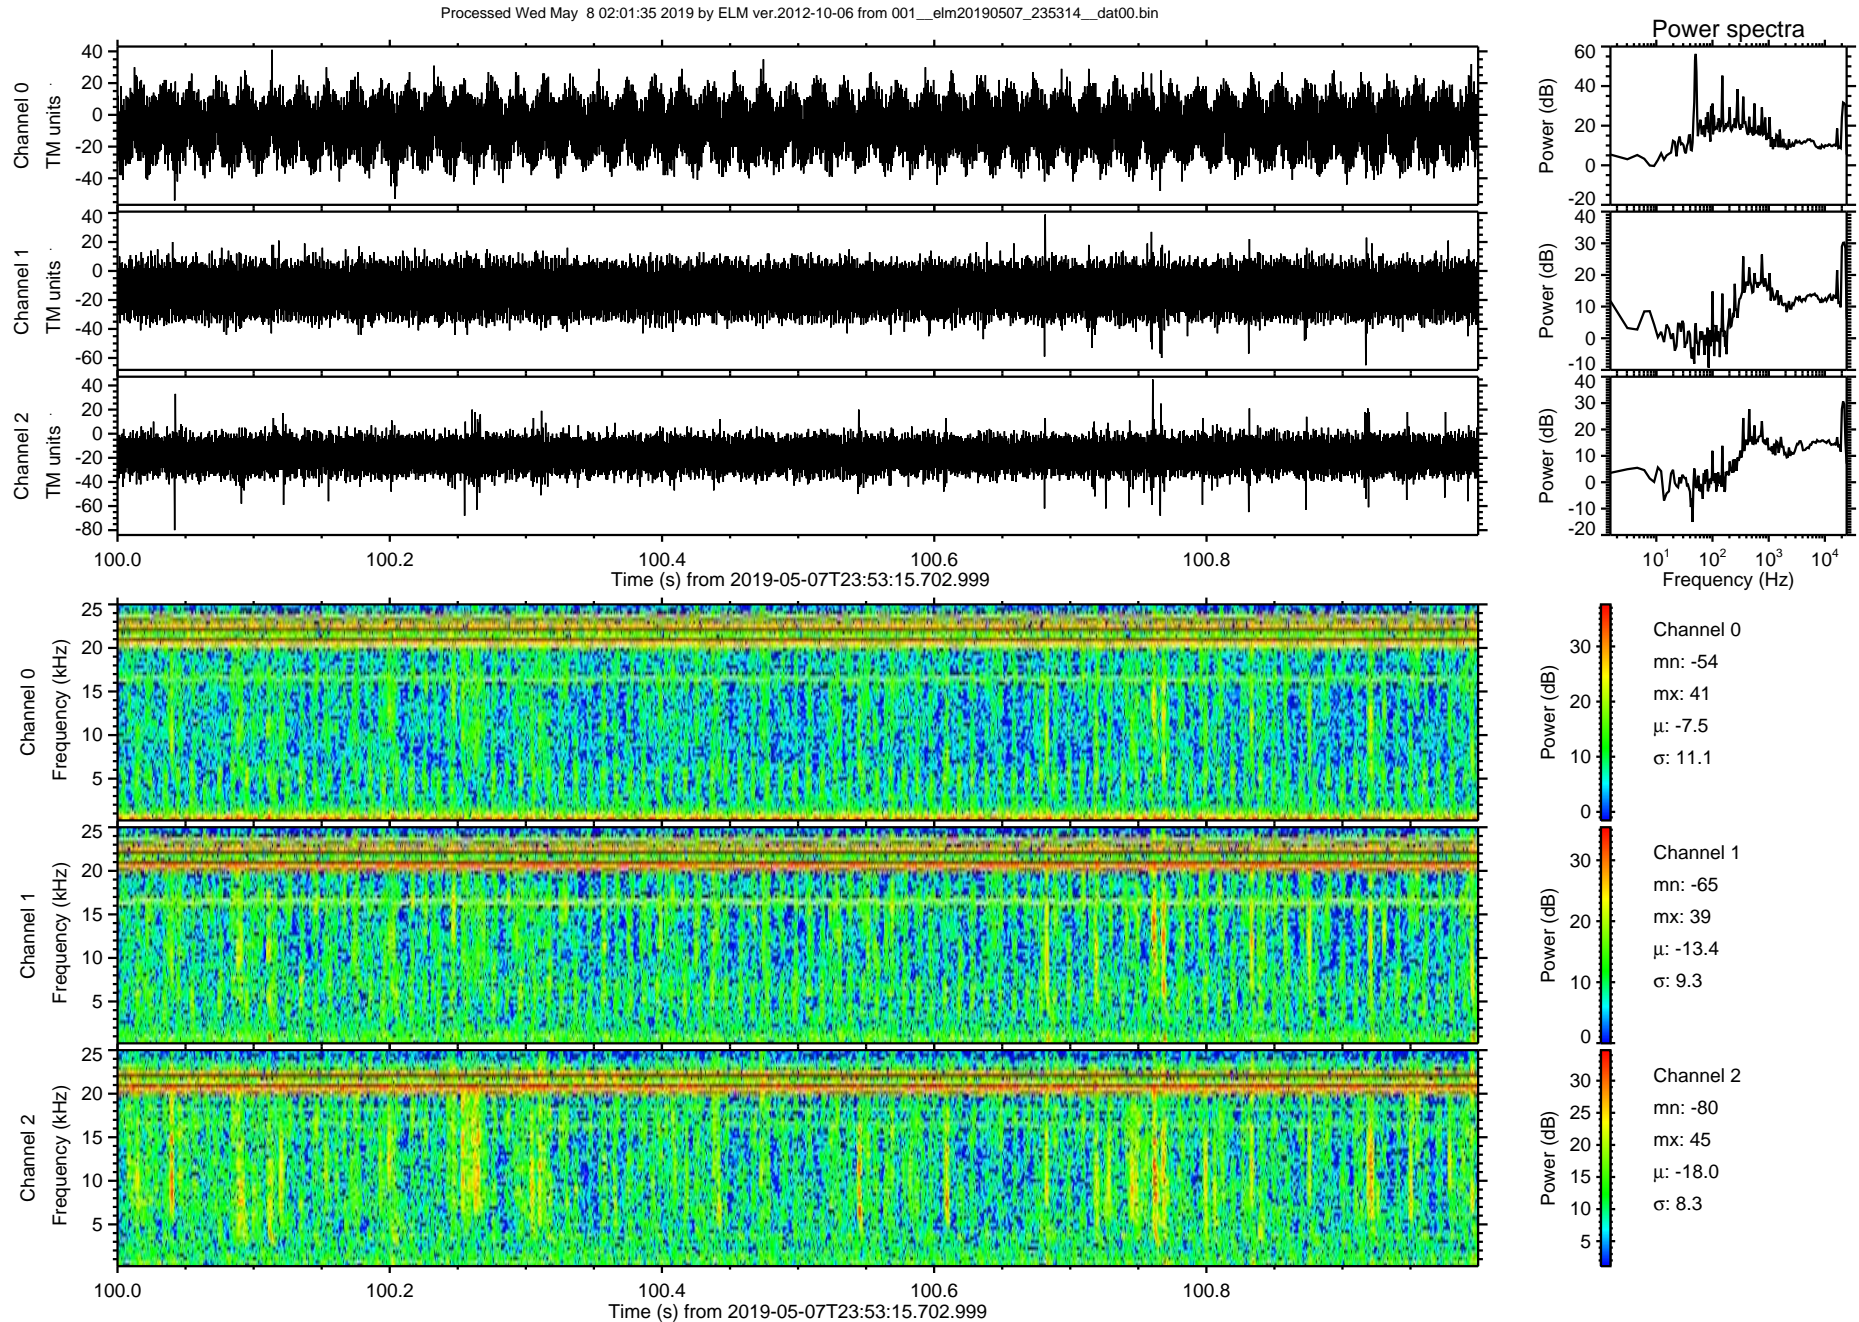 Processed Wed May  8 02:01:35 2019 by ELM ver.2012-10-06 from 001__elm20190507_235314__dat00.bin
Power spectra
Channel 0
TM units
40
20
0
-20
-40
Power (dB)
60
40
20
0
-20
Channel 1
TM units
40
20
0
-20
-40
-60
Power (dB)
40
30
20
10
0
-10
Channel 2
TM units
40
20
0
-20
-40
-60
-80
Power (dB)
40
30
20
10
0
-10
-20
100.0 100.2 100.4 100.6 100.8
Time (s) from 2019-05-07T23:53:15.702.999
10¹ 10² 10³ 10⁴
Frequency (Hz)
Channel 0
Frequency (kHz)
25
20
15
10
5
Power (dB)
30
20
10
0
Channel 0
mn: -54
mx: 41
μ: -7.5
σ: 11.1
Channel 1
Frequency (kHz)
25
20
15
10
5
Power (dB)
30
20
10
0
Channel 1
mn: -65
mx: 39
μ: -13.4
σ: 9.3
Channel 2
Frequency (kHz)
25
20
15
10
5
Power (dB)
30
25
20
15
10
5
Channel 2
mn: -80
mx: 45
μ: -18.0
σ: 8.3
100.0 100.2 100.4 100.6 100.8
Time (s) from 2019-05-07T23:53:15.702.999